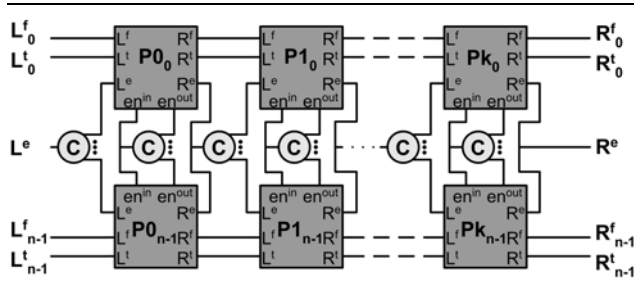 L^f_0 L^f P0_0 R^f L^f P1_0 R^f L^f Pk_0 R^f R^f_0
L^t_0 L^t R^t L^t R^t L^t R^t R^t_0
L^e R^e L^e R^e L^e R^e
en^in en^out en^in en^out en^in en^out
L^e C C C C C C R^e
en^in en^out en^in en^out en^in en^out
L^e R^e L^e R^e L^e R^e
L^f_n-1 L^f P0_n-1 R^f L^f P1_n-1 R^f L^f Pk_n-1 R^f R^f_n-1
L^t_n-1 L^t R^t L^t R^t L^t R^t R^t_n-1